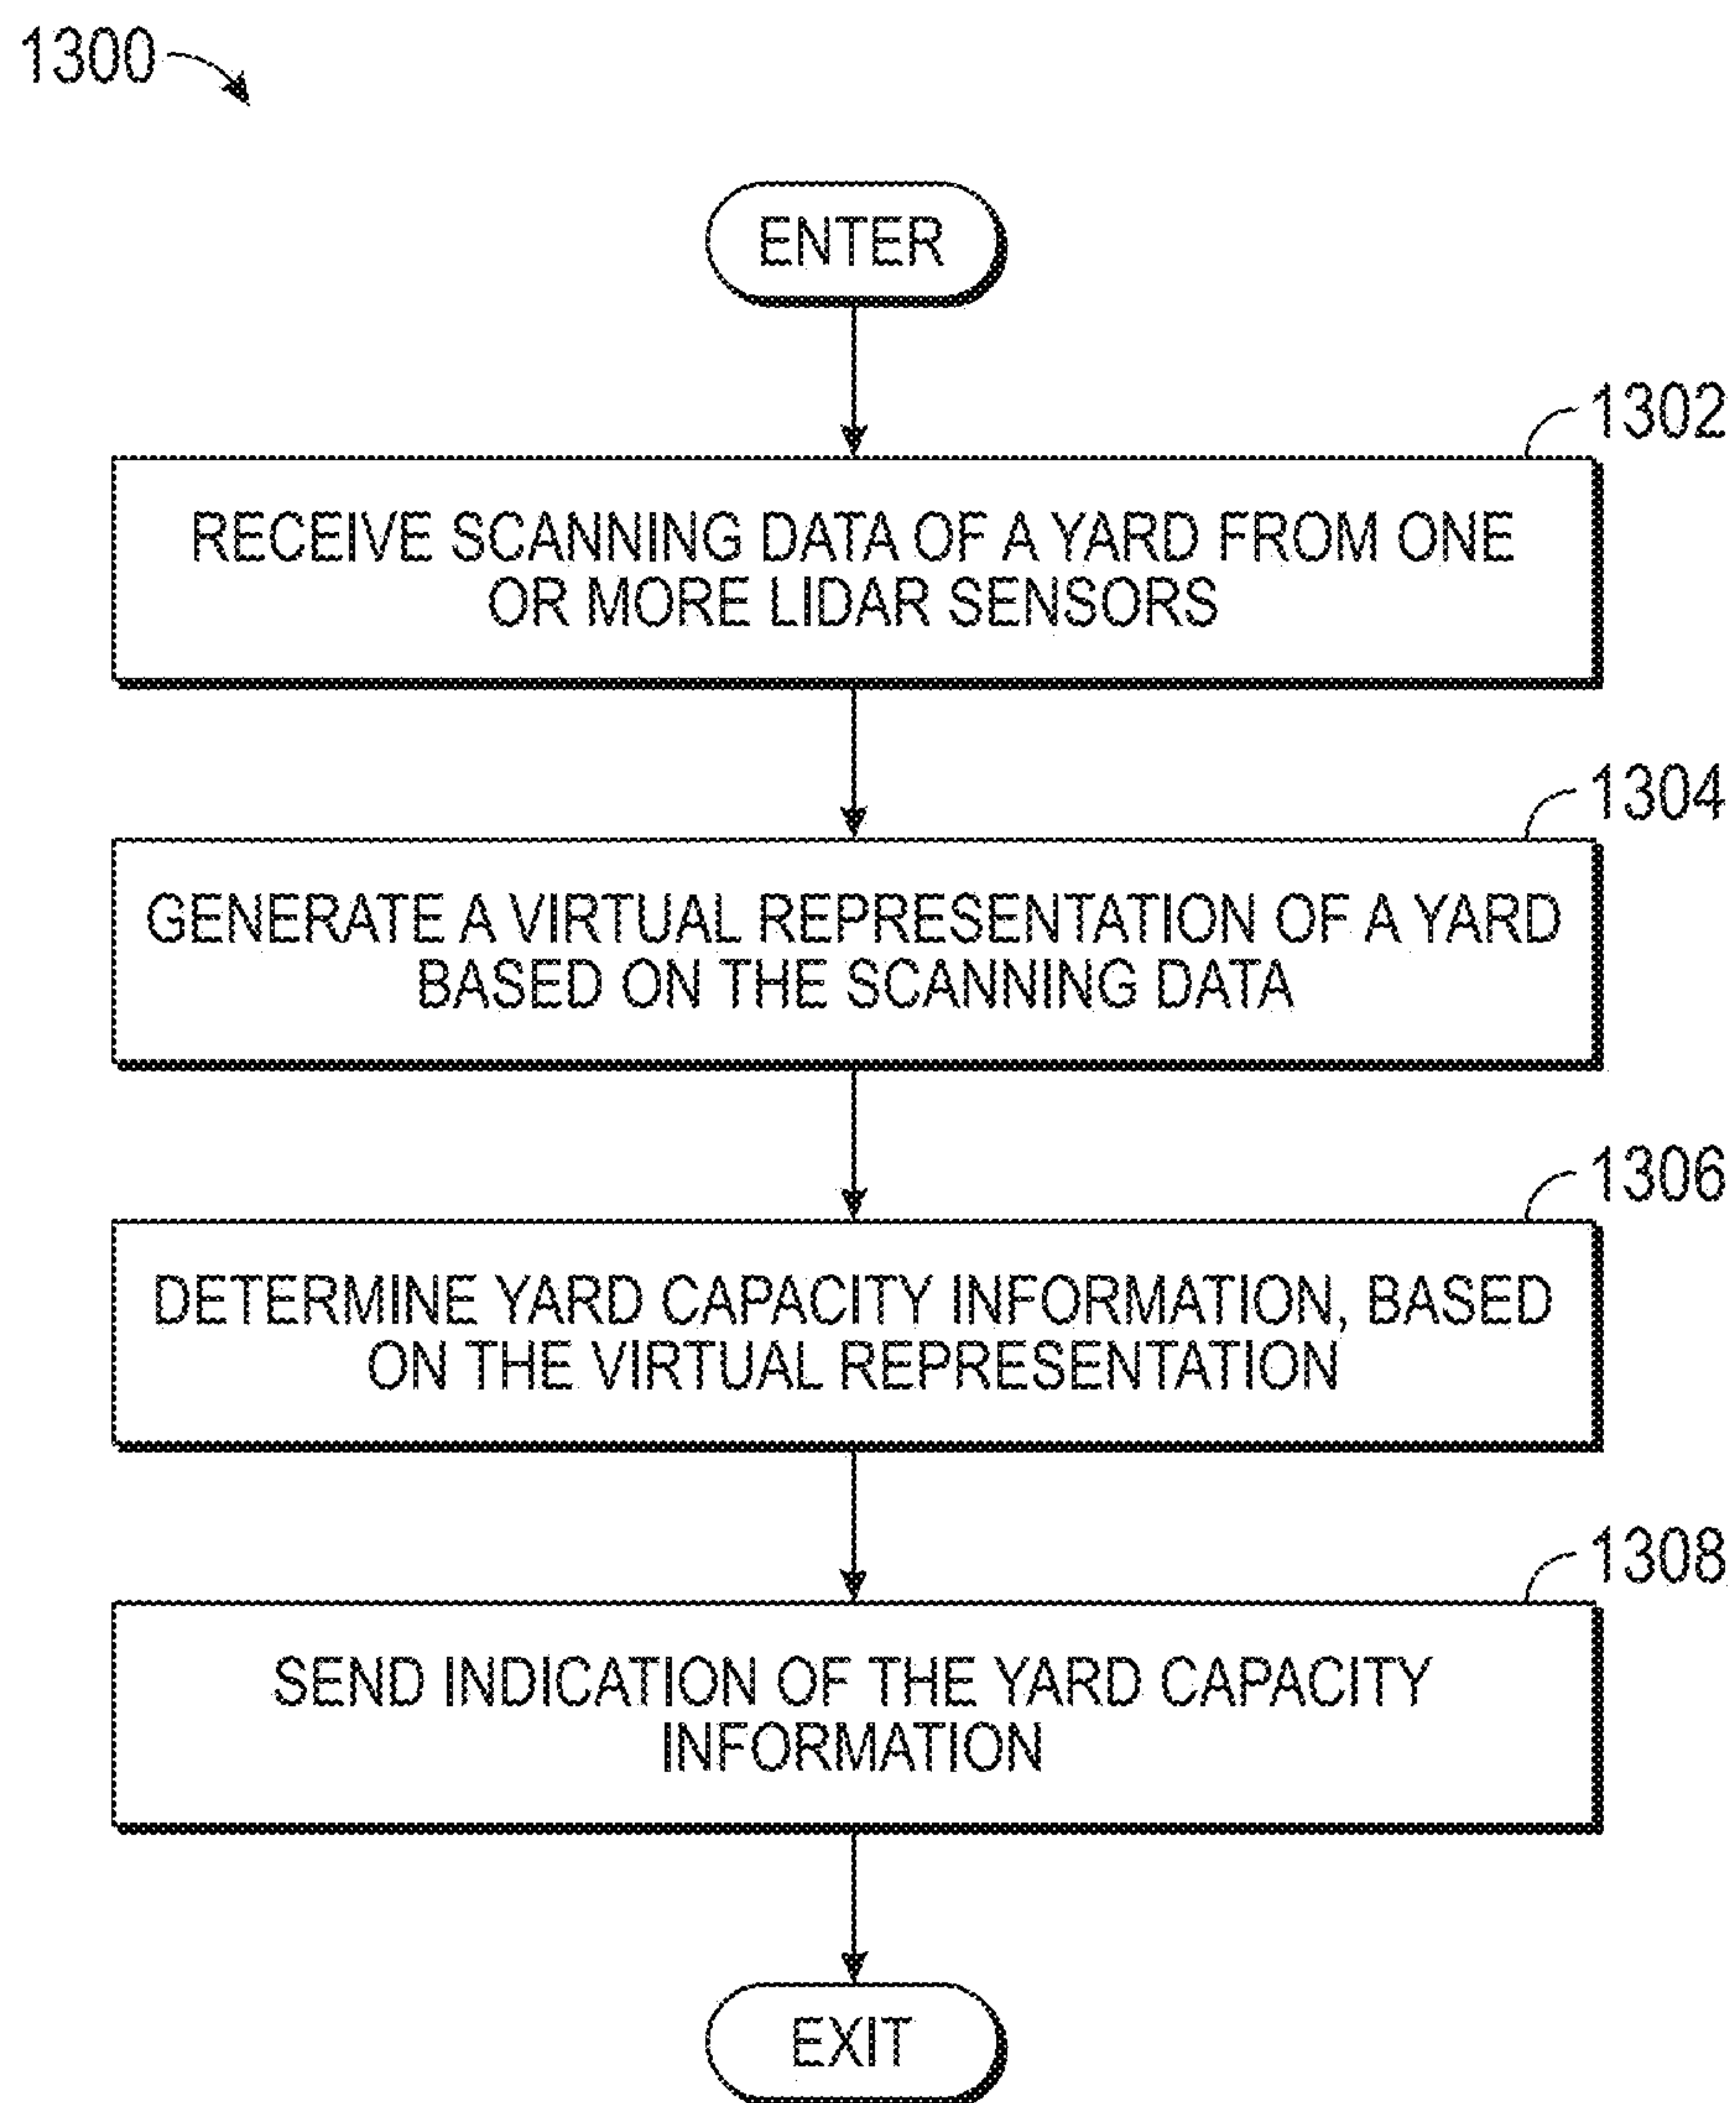 1300
ENTER
1302
RECEIVE SCANNING DATA OF A YARD FROM ONE
OR MORE LIDAR SENSORS
1304
GENERATE A VIRTUAL REPRESENTATION OF A YARD
BASED ON THE SCANNING DATA
1306
DETERMINE YARD CAPACITY INFORMATION, BASED
ON THE VIRTUAL REPRESENTATION
1308
SEND INDICATION OF THE YARD CAPACITY
INFORMATION
EXIT